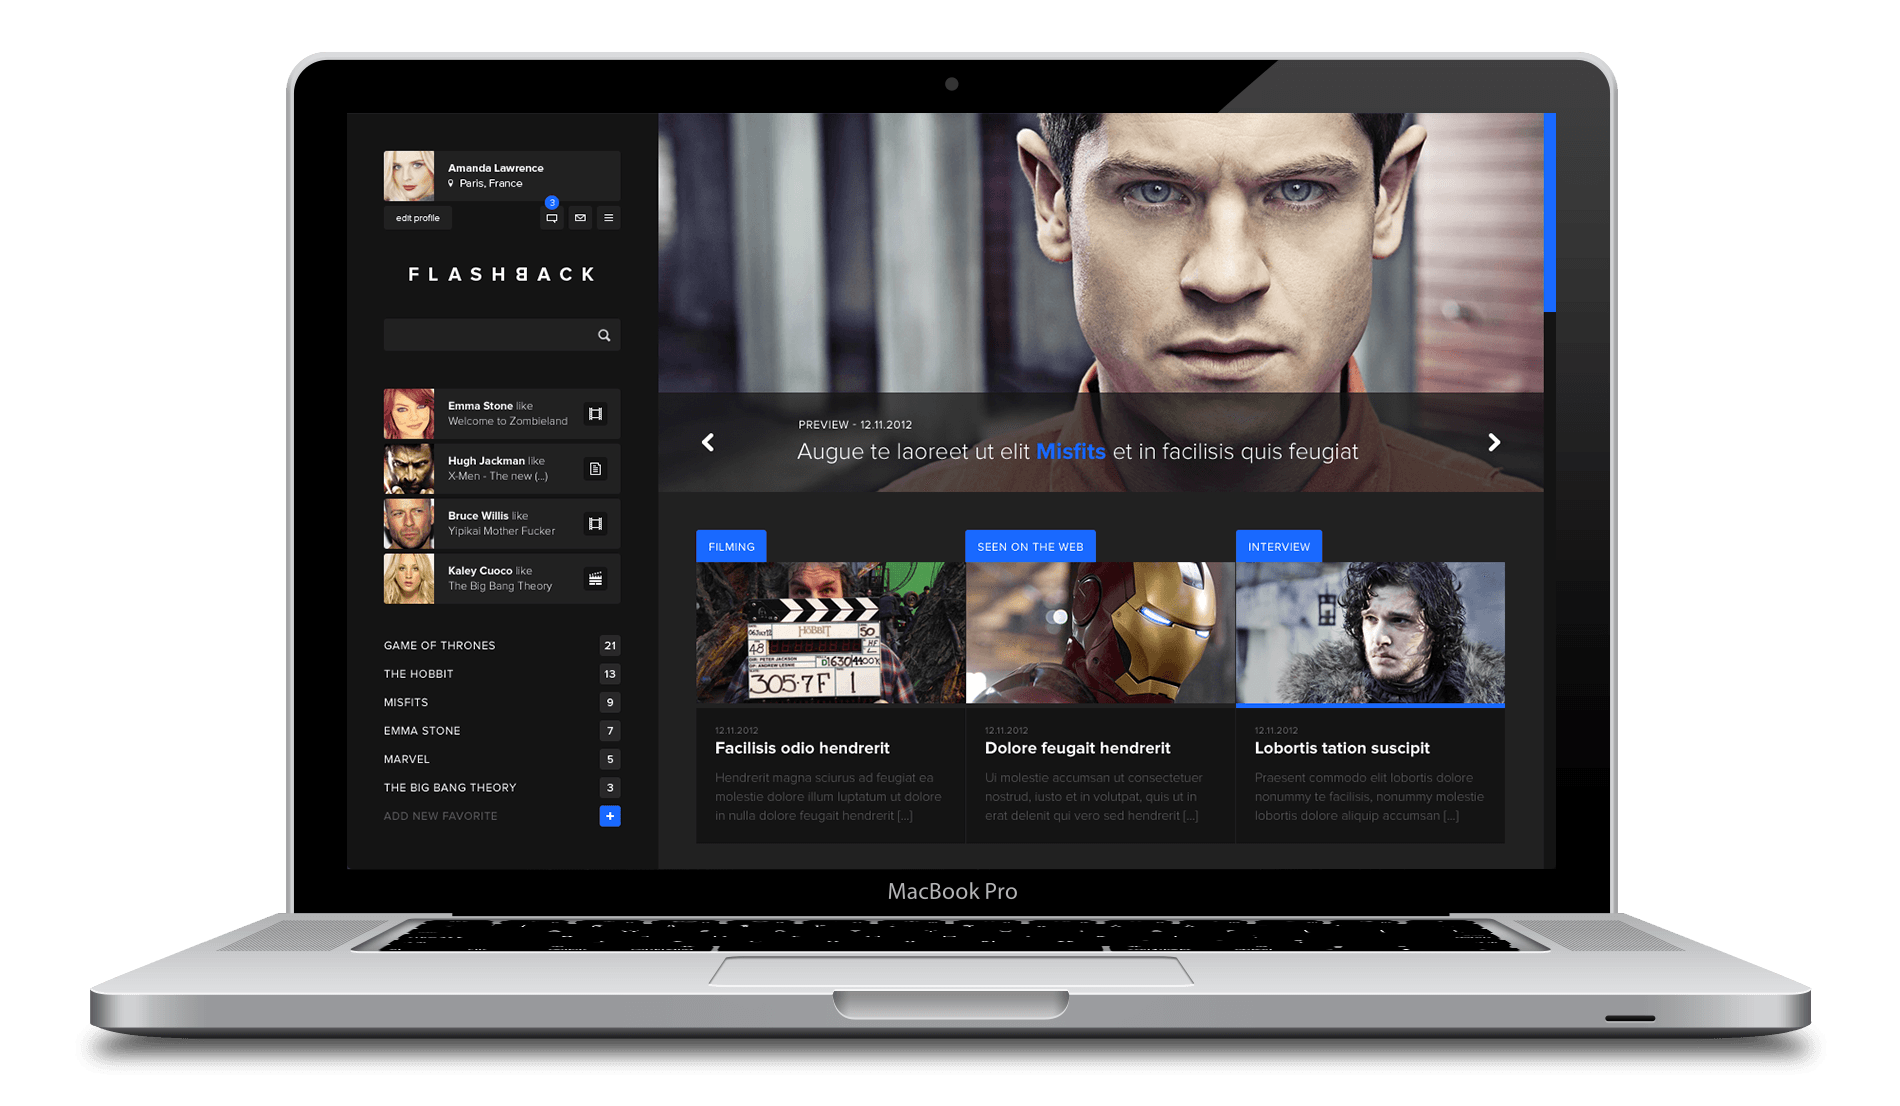 Amanda Lawrence
Paris, France
3
edit profile
FLASHBACK
Emma Stone like
Welcome to Zombieland
Hugh Jackman like
X-Men - The new (...)
Bruce Willis like
Yipikai Mother Fucker
Kaley Cuoco like
The Big Bang Theory
GAME OF THRONES 21
THE HOBBIT 13
MISFITS 9
EMMA STONE 7
MARVEL 5
THE BIG BANG THEORY 3
ADD NEW FAVORITE +
PREVIEW - 12.11.2012
Augue te laoreet ut elit Misfits et in facilisis quis feugiat
FILMING
HOBBIT 50
48
DIR: PETER JACKSON
305-7F 1
12.11.2012
Facilisis odio hendrerit
Hendrerit magna sciurus ad feugiat ea
molestie dolore illum luptatum ut dolore
in nulla dolore feugait hendrerit [...]
SEEN ON THE WEB
12.11.2012
Dolore feugait hendrerit
Ui molestie accumsan ut consectetuer
nostrud, iusto et in volutpat, quis ut in
erat delenit qui vero sed hendrerit [...]
INTERVIEW
12.11.2012
Lobortis tation suscipit
Praesent commodo elit lobortis dolore
nonummy te facilisis, nonummy molestie
lobortis dolore aliquip accumsan [...]
MacBook Pro